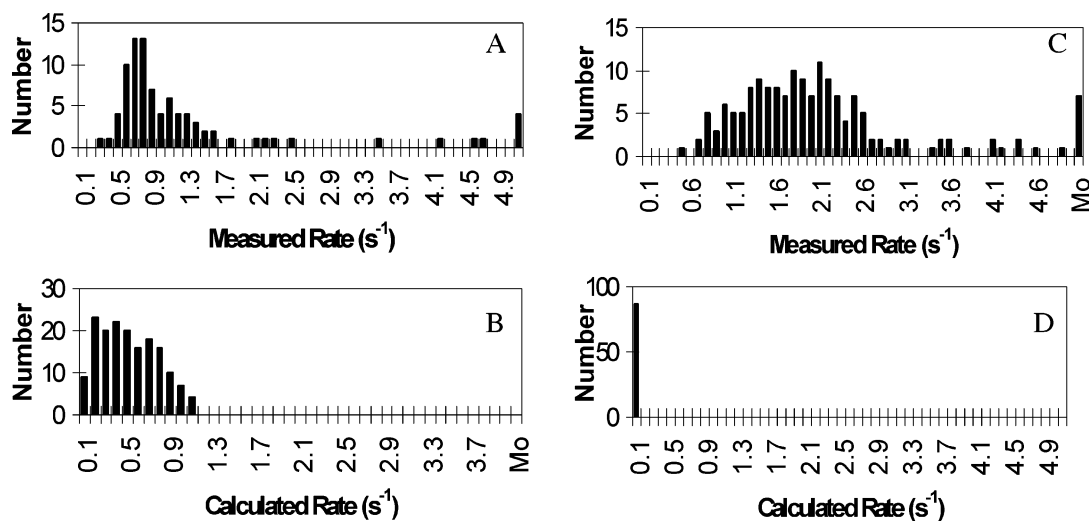 A
Number
15
10
5
0
0.1 0.5 0.9 1.3 1.7 2.1 2.5 2.9 3.3 3.7 4.1 4.5 4.9
Measured Rate (s-1)
C
Number
15
10
5
0
0.1 0.6 1.1 1.6 2.1 2.6 3.1 3.6 4.1 4.6 Mo
Measured Rate (s-1)
B
Number
30
20
10
0
0.1 0.5 0.9 1.3 1.7 2.1 2.5 2.9 3.3 3.7 Mo
Calculated Rate (s-1)
D
Number
100
50
0
0.1 0.5 0.9 1.3 1.7 2.1 2.5 2.9 3.3 3.7 4.1 4.5 4.9
Calculated Rate (s-1)